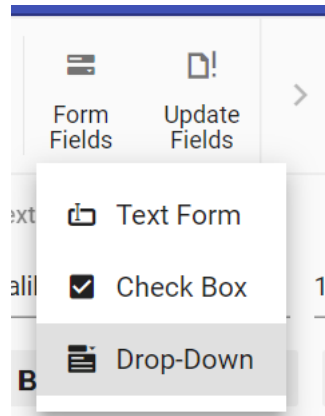 Form
Fields
Update
Fields
Text Form
Check Box
Drop-Down
B